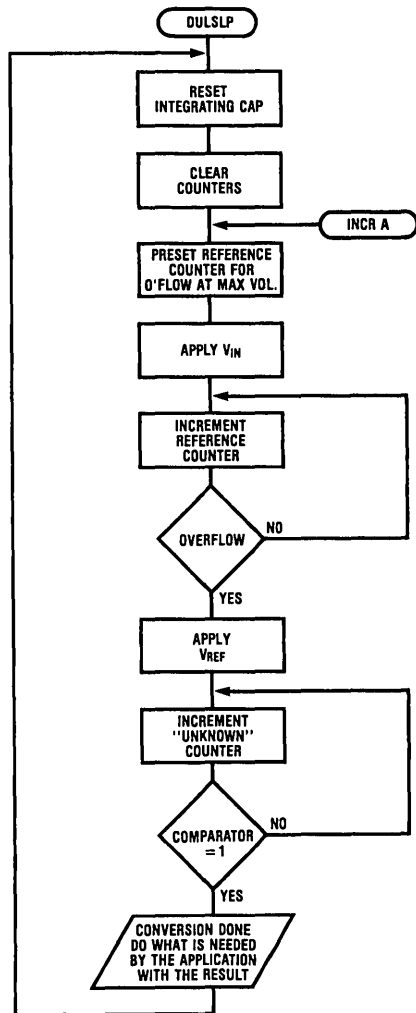 DULSLP
RESET
INTEGRATING CAP
CLEAR
COUNTERS
INCR A
PRESET REFERENCE
COUNTER FOR
O'FLOW AT MAX VOL.
APPLY VIN
INCREMENT
REFERENCE
COUNTER
OVERFLOW
NO
YES
APPLY
VREF
INCREMENT
"UNKNOWN"
COUNTER
COMPARATOR
= 1
NO
YES
CONVERSION DONE
DO WHAT IS NEEDED
BY THE APPLICATION
WITH THE RESULT